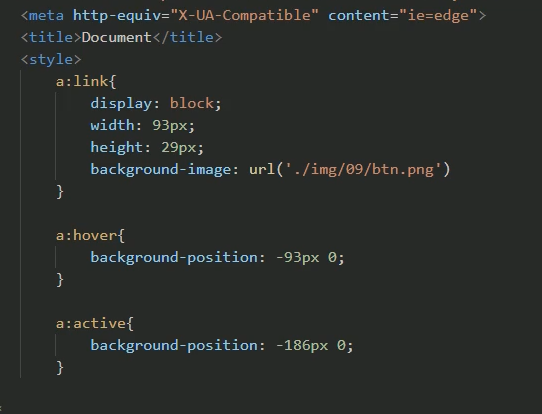 <meta http-equiv="X-UA-Compatible" content="ie=edge">
<title>Document</title>
<style>
a:link{
display: block;
width: 93px;
height: 29px;
background-image: url('./img/09/btn.png')
}
a:hover{
background-position: -93px 0;
}
a:active{
background-position: -186px 0;
}